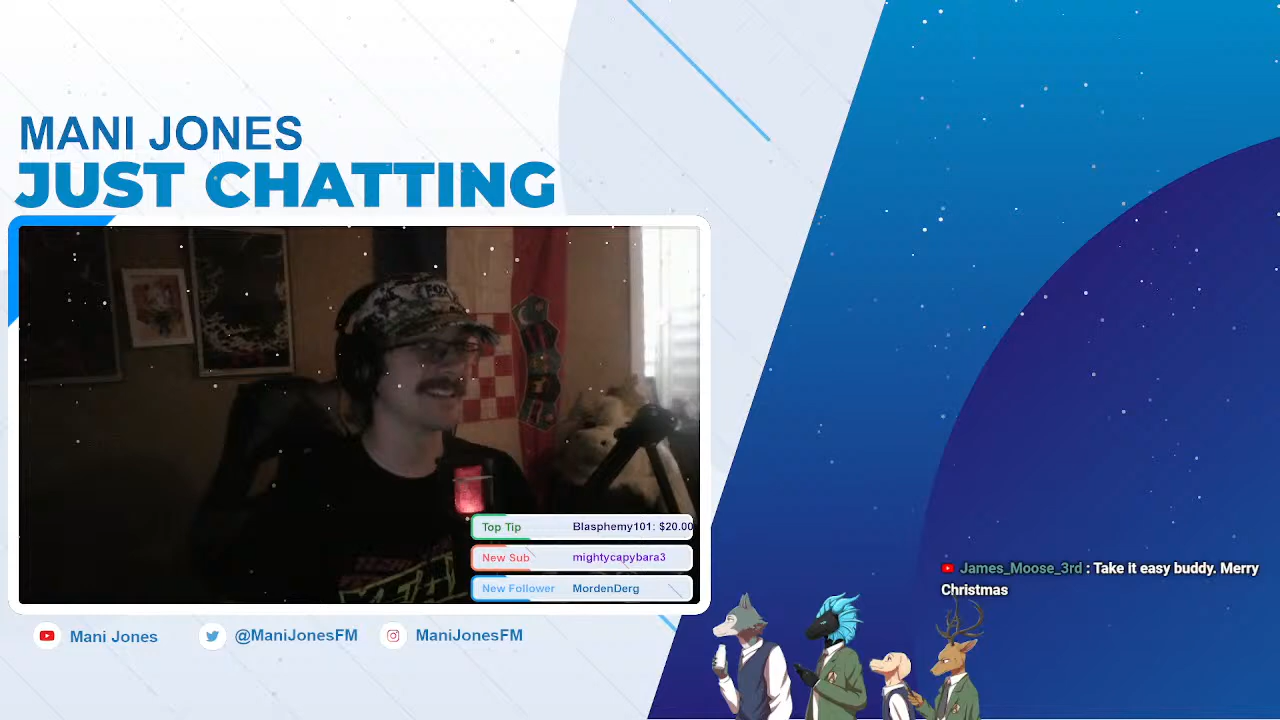 MANI JONES
JUST CHATTING
FOX
Top Tip Blasphemy101: $20.00
New Sub mightycapybara3
New Follower MordenDerg
James_Moose_3rd : Take it easy buddy. Merry
Christmas
Mani Jones @ManiJonesFM ManiJonesFM